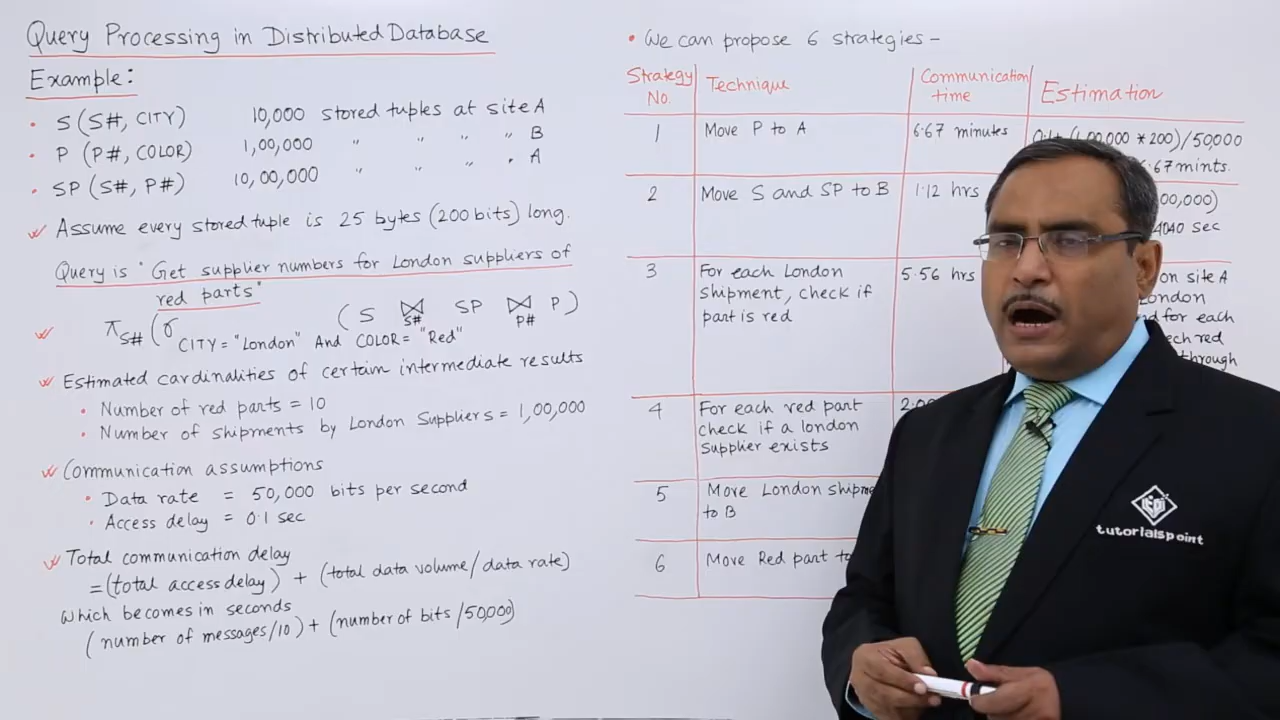 Query Processing in Distributed Database
Example:
• S (S#, CITY) 10,000 stored tuples at site A
• P (P#, COLOR) 1,00,000 " " " " B
• SP (S#, P#) 10,00,000 " " " • A
Assume every stored tuple is 25 bytes (200 bits) long.
Query is "Get supplier numbers for London suppliers of
red parts"
π S# (σ CITY = "London" And COLOR = "Red" (S ⋈ S# SP ⋈ P# P)
Estimated cardinalities of certain intermediate results
• Number of red parts = 10
• Number of shipments by London Suppliers = 1,00,000
Communication assumptions
• Data rate = 50,000 bits per second
• Access delay = 0.1 sec
Total communication delay
= (total access delay) + (total data volume/data rate)
which becomes in seconds
(number of messages/10) + (number of bits/50,000)
• We can propose 6 strategies –
Strategy No. Technique Communication time Estimation
1 Move P to A 6.67 minutes 0.1+(1,00,000 * 200)/50,000
6.67 mints.
2 Move S and SP to B 1.12 hrs 00,000)
4040 sec
3 For each London 5.56 hrs on site A
shipment, check if London
part is red nd for each
ech red
through
4 For each red part
check if a london
supplier exists
5 Move London
to B
6 Move Red part to
tutorialspoint